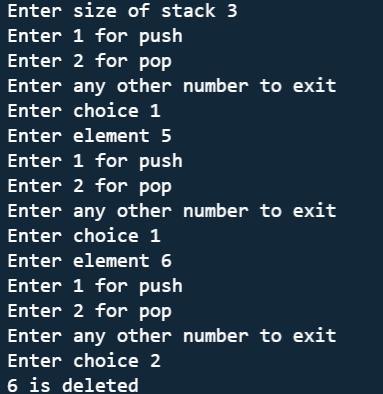 Enter size of stack 3
Enter 1 for push
Enter 2 for pop
Enter any other number to exit
Enter choice 1
Enter element 5
Enter 1 for push
Enter 2 for pop
Enter any other number to exit
Enter choice 1
Enter element 6
Enter 1 for push
Enter 2 for pop
Enter any other number to exit
Enter choice 2
6 is deleted